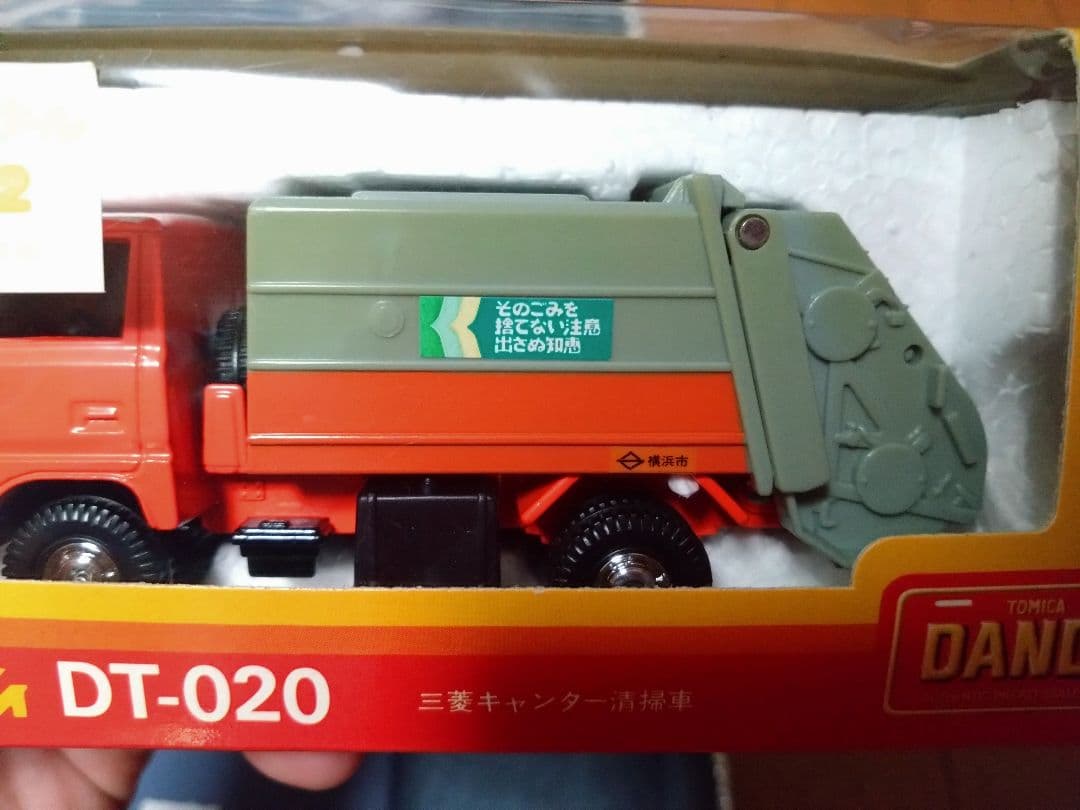 2
そのごみを
捨てない注意
出さぬ知恵
横浜市
TOMICA
DAND
DT-020
三菱キャンター清掃車